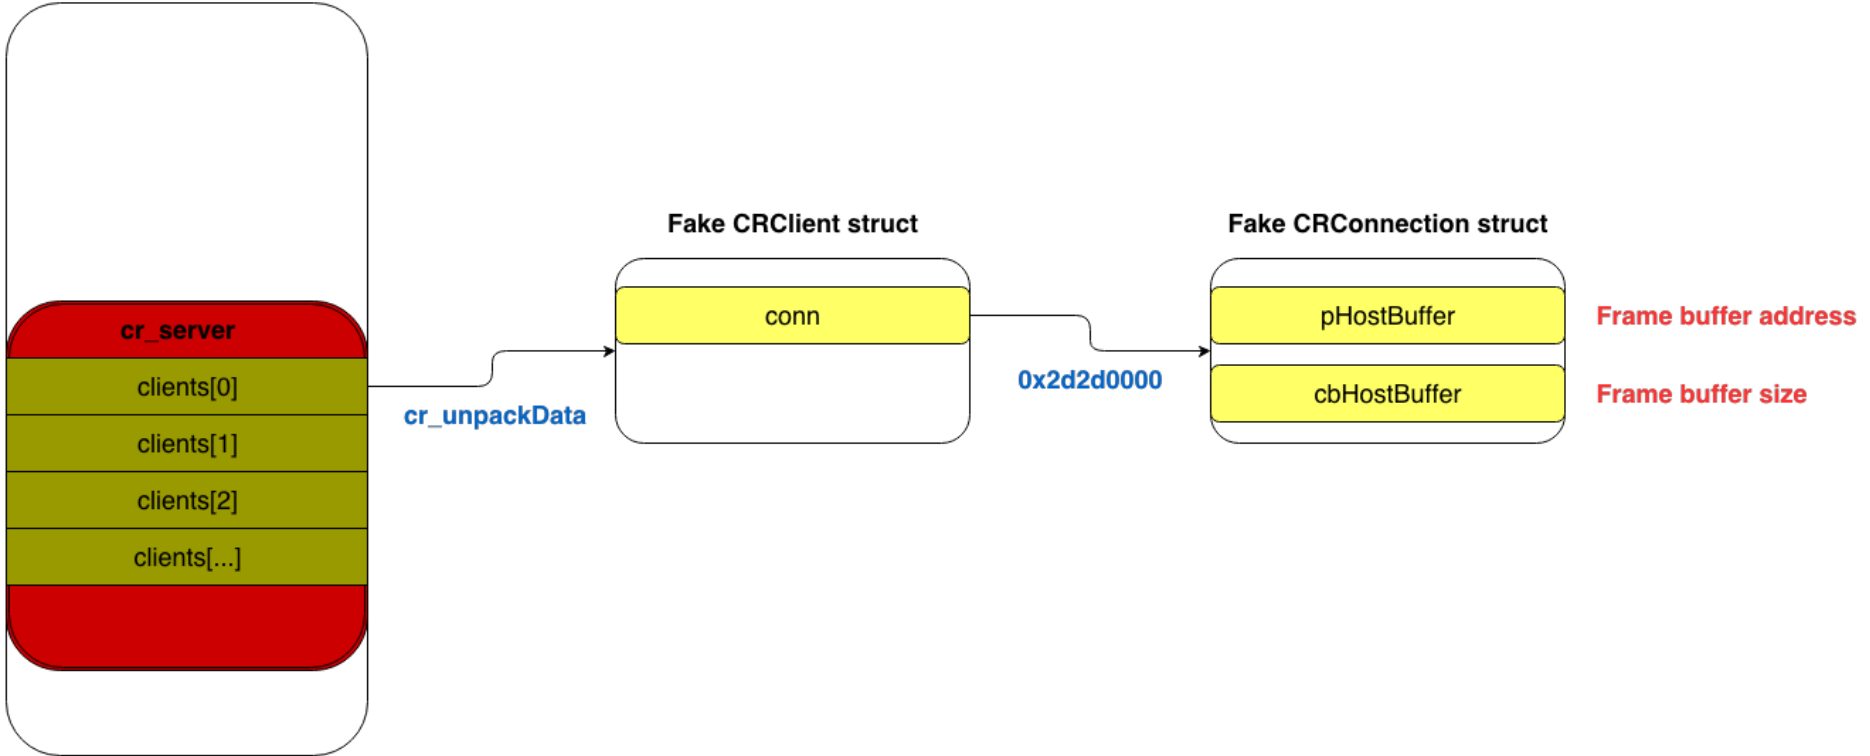 cr_server
clients[0]
clients[1]
clients[2]
clients[...]
cr_unpackData
Fake CRClient struct
conn
0x2d2d0000
Fake CRConnection struct
pHostBuffer
cbHostBuffer
Frame buffer address
Frame buffer size